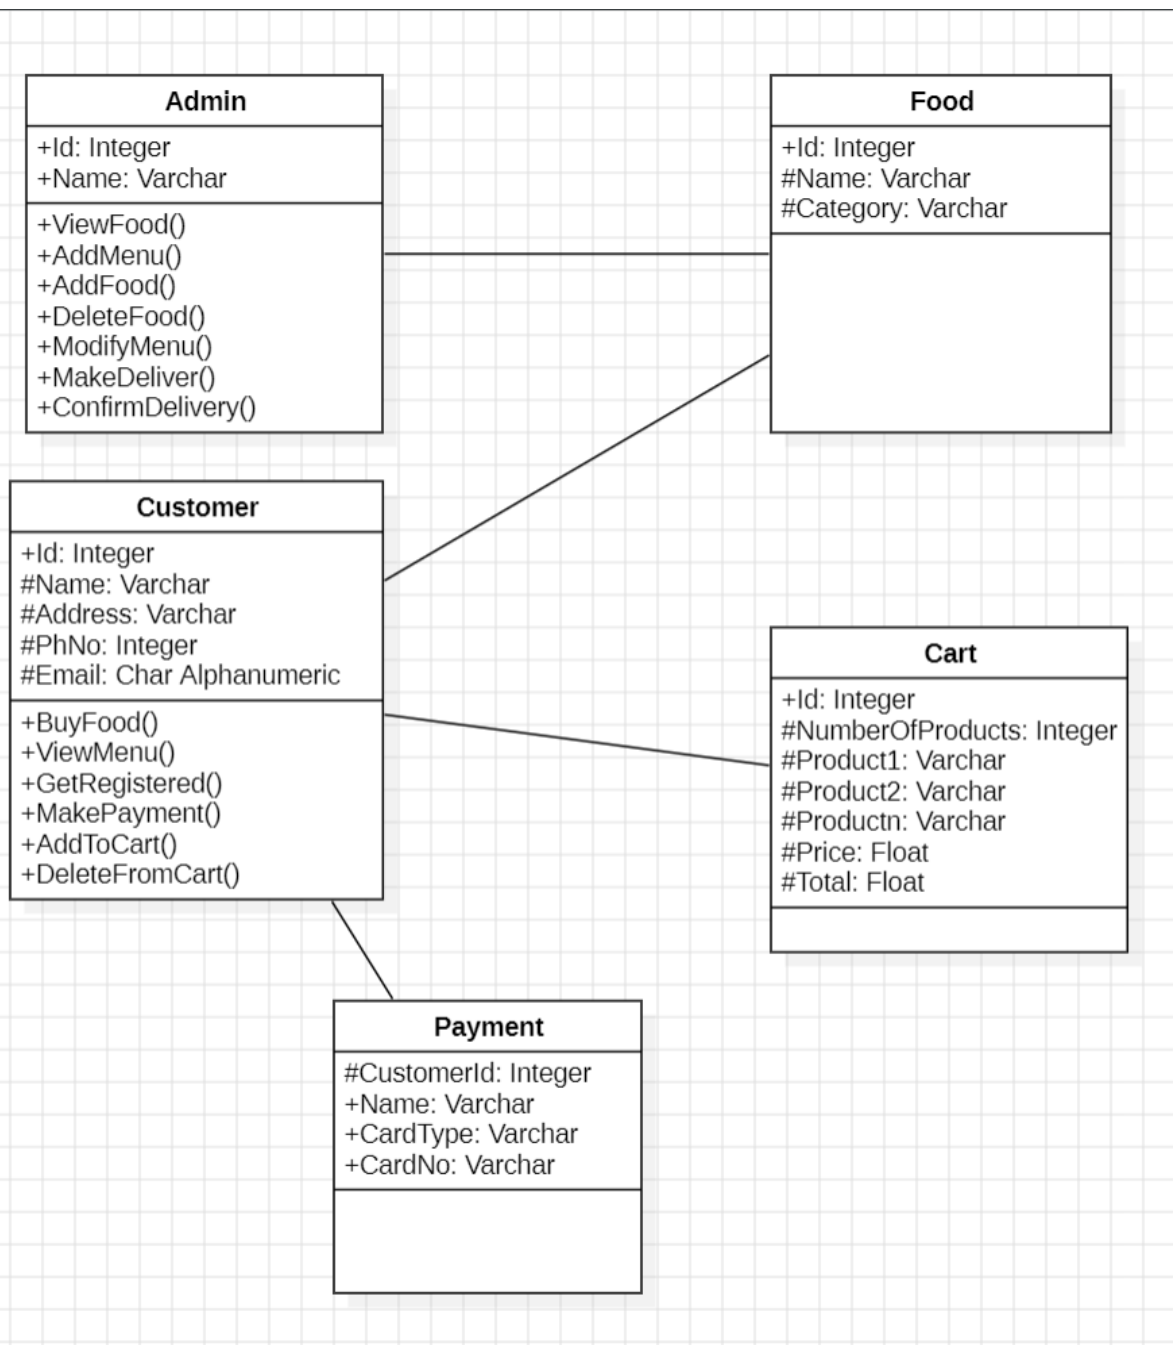 Admin
+Id: Integer
+Name: Varchar
+ViewFood()
+AddMenu()
+AddFood()
+DeleteFood()
+ModifyMenu()
+MakeDeliver()
+ConfirmDelivery()
Food
+Id: Integer
#Name: Varchar
#Category: Varchar
Customer
+Id: Integer
#Name: Varchar
#Address: Varchar
#PhNo: Integer
#Email: Char Alphanumeric
+BuyFood()
+ViewMenu()
+GetRegistered()
+MakePayment()
+AddToCart()
+DeleteFromCart()
Cart
+Id: Integer
#NumberOfProducts: Integer
#Product1: Varchar
#Product2: Varchar
#Productn: Varchar
#Price: Float
#Total: Float
Payment
#CustomerId: Integer
+Name: Varchar
+CardType: Varchar
+CardNo: Varchar